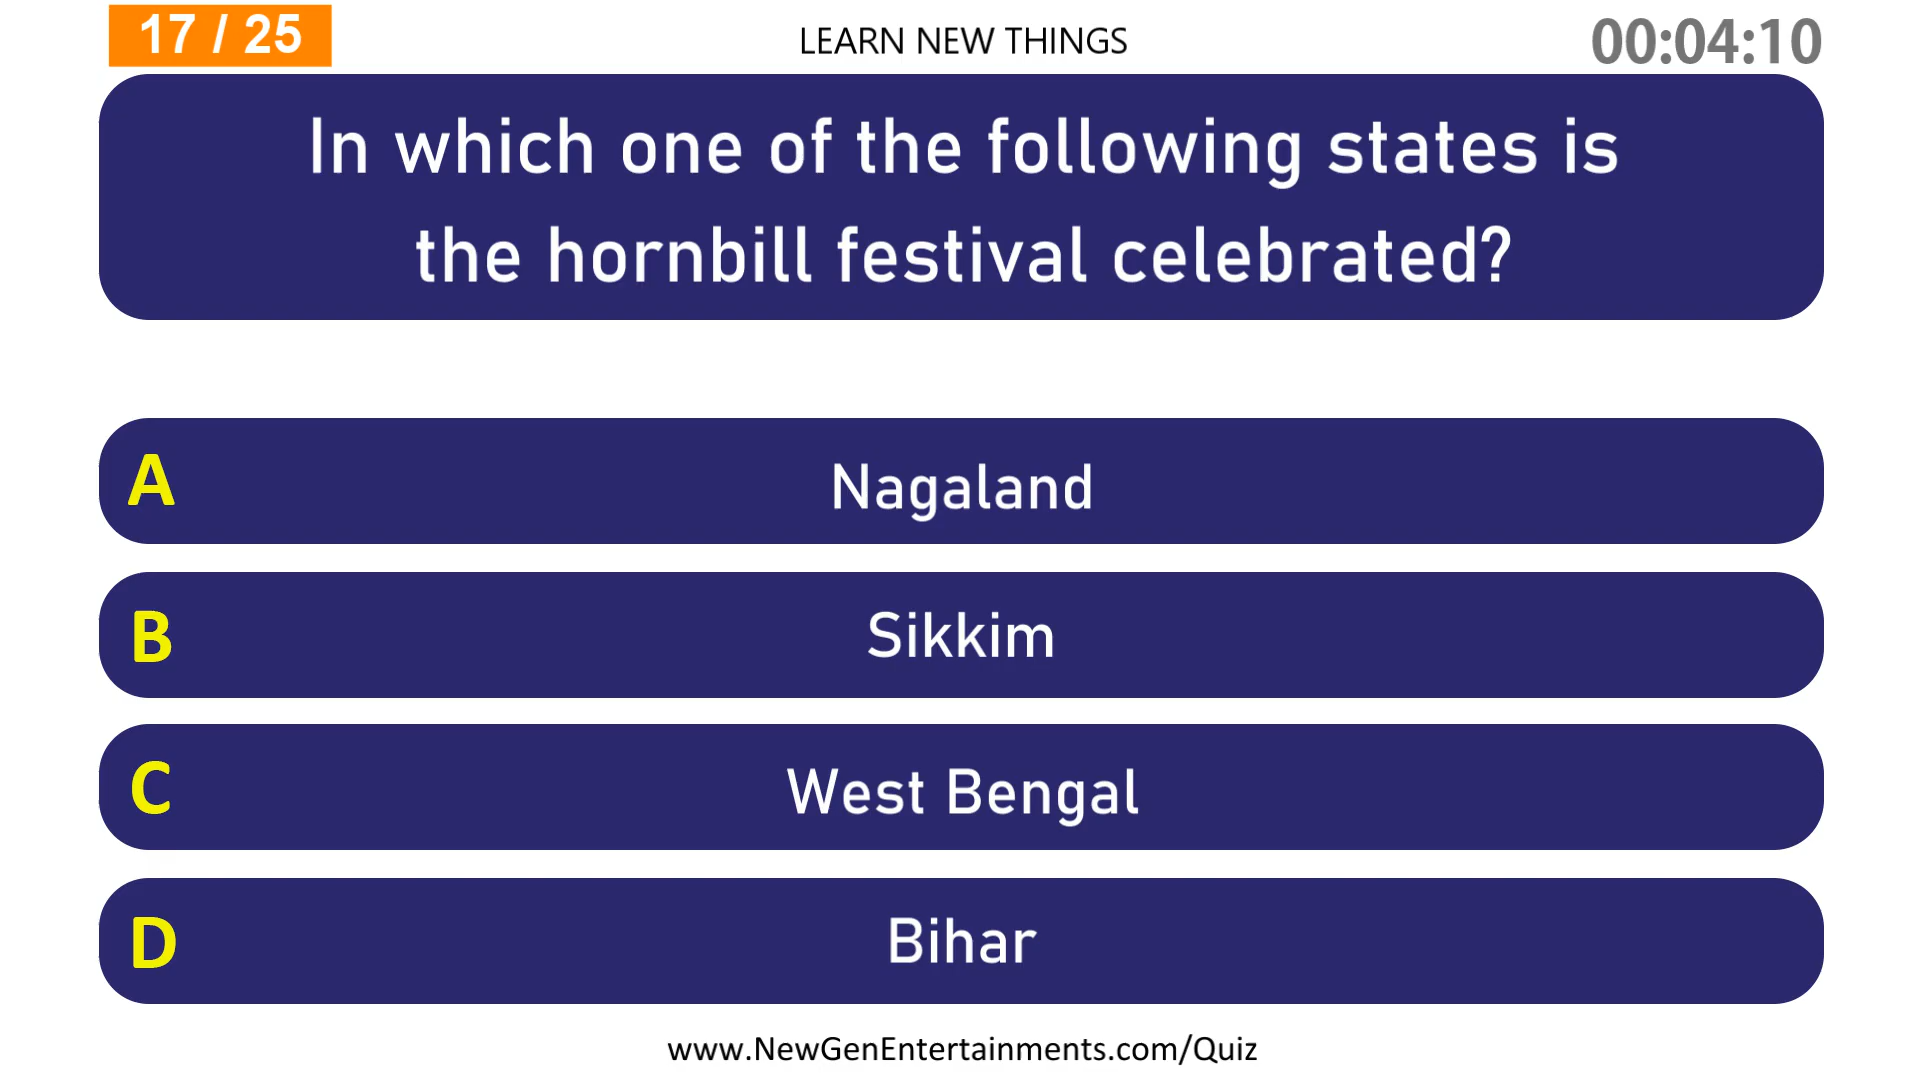 17 / 25
LEARN NEW THINGS
00:04:10
In which one of the following states is
the hornbill festival celebrated?
A
Nagaland
B
Sikkim
C
West Bengal
D
Bihar
www.NewGenEntertainments.com/Quiz